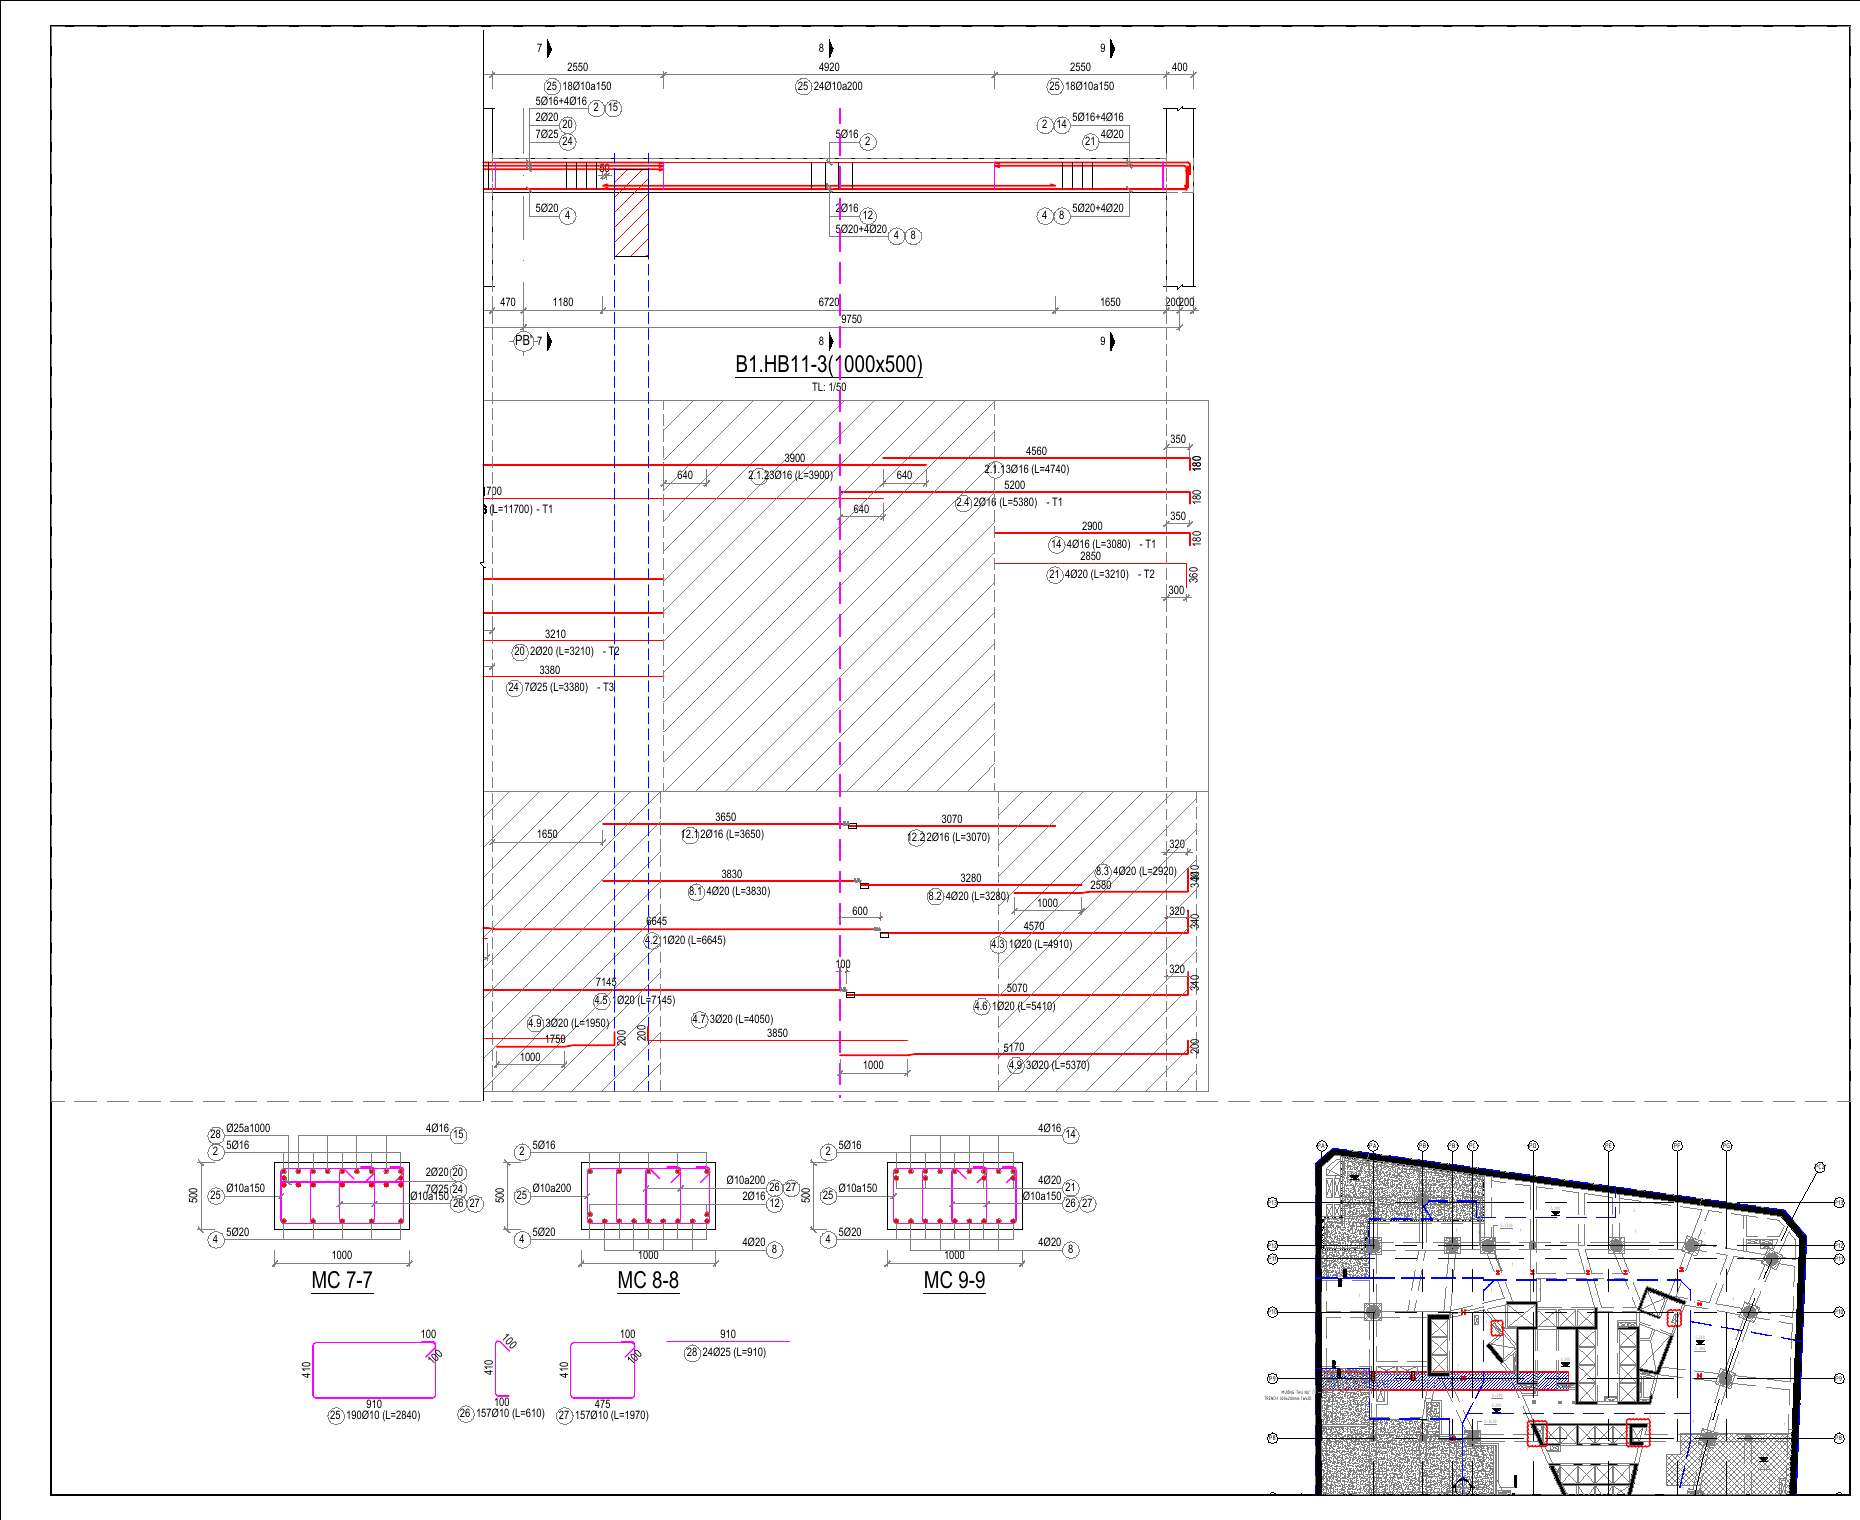 7 8 9
2550 4920 2550 400
25 18Ø10a150 25 24Ø10a200 25 18Ø10a150
5Ø16+4Ø16 2 15
2Ø20 20
7Ø25 24
5Ø16 2
2 14 5Ø16+4Ø16
21 4Ø20
50
5Ø20 4
2Ø16 12
5Ø20+4Ø20 4 8
4 8 5Ø20+4Ø20
470 1180 6720 1650 200 200
9750
PB' 7 8 9
B1.HB11-3(1000x500)
TL: 1/50
350
3900 4560
640 2.1.2 3Ø16 (L=3900) 640 2.1.1 3Ø16 (L=4740) 180
1700 5200
(L=11700) - T1 640 2.4 2Ø16 (L=5380) - T1 180
350
2900
14 4Ø16 (L=3080) - T1 180
2850
21 4Ø20 (L=3210) - T2 360
300
3210
20 2Ø20 (L=3210) - T2
3380
24 7Ø25 (L=3380) - T3
3650 3070
1650 12.1 2Ø16 (L=3650) 12.2 2Ø16 (L=3070)
320
3830 3280 8.3 4Ø20 (L=2920)
2580
8.1 4Ø20 (L=3830) 8.2 4Ø20 (L=3280)
1000
600 320
6645 4570 340
4.2 1Ø20 (L=6645) 4.3 1Ø20 (L=4910)
100 320
7145 5070 340
4.5 1Ø20 (L=7145) 4.6 1Ø20 (L=5410)
4.9 3Ø20 (L=1950) 200 200 4.7 3Ø20 (L=4050)
1750 3850 5170 200
1000 1000 4.9 3Ø20 (L=5370)
28 Ø25a1000 4Ø16 15
2 5Ø16
2Ø20 20
7Ø25 24
500 25 Ø10a150 Ø10a150 26 27
4 5Ø20
1000
MC 7-7
2 5Ø16
Ø10a200 26 27
500 25 Ø10a200 2Ø16 12
4 5Ø20
1000 4Ø20 8
MC 8-8
4Ø16 14
2 5Ø16
4Ø20 21
500 25 Ø10a150 Ø10a150 26 27
4 5Ø20
1000 4Ø20 8
MC 9-9
100 100 410
910
25 190Ø10 (L=2840)
100 410
100
26 157Ø10 (L=610)
100 100 410
475
27 157Ø10 (L=1970)
910
28 24Ø25 (L=910)